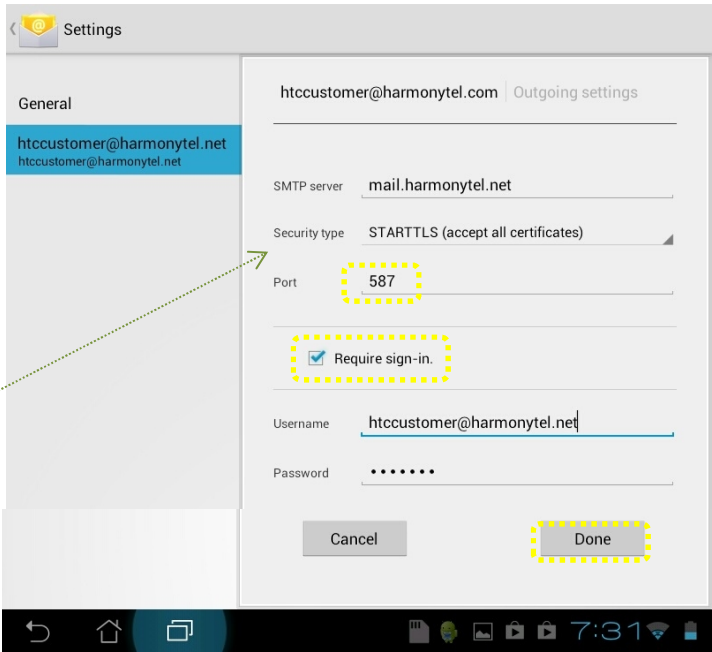 Settings
General
htccustomer@harmonytel.net
htccustomer@harmonytel.net
htccustomer@harmonytel.com Outgoing settings
SMTP server mail.harmonytel.net
Security type STARTTLS (accept all certificates)
Port 587
Require sign-in.
Username htccustomer@harmonytel.net
Password •••••••
Cancel Done
7:31